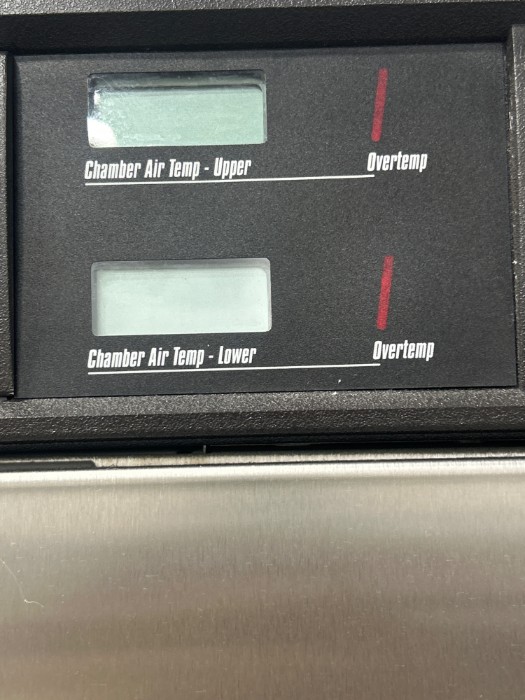 Chamber Air Temp - Upper
Overtemp
Chamber Air Temp - Lower
Overtemp